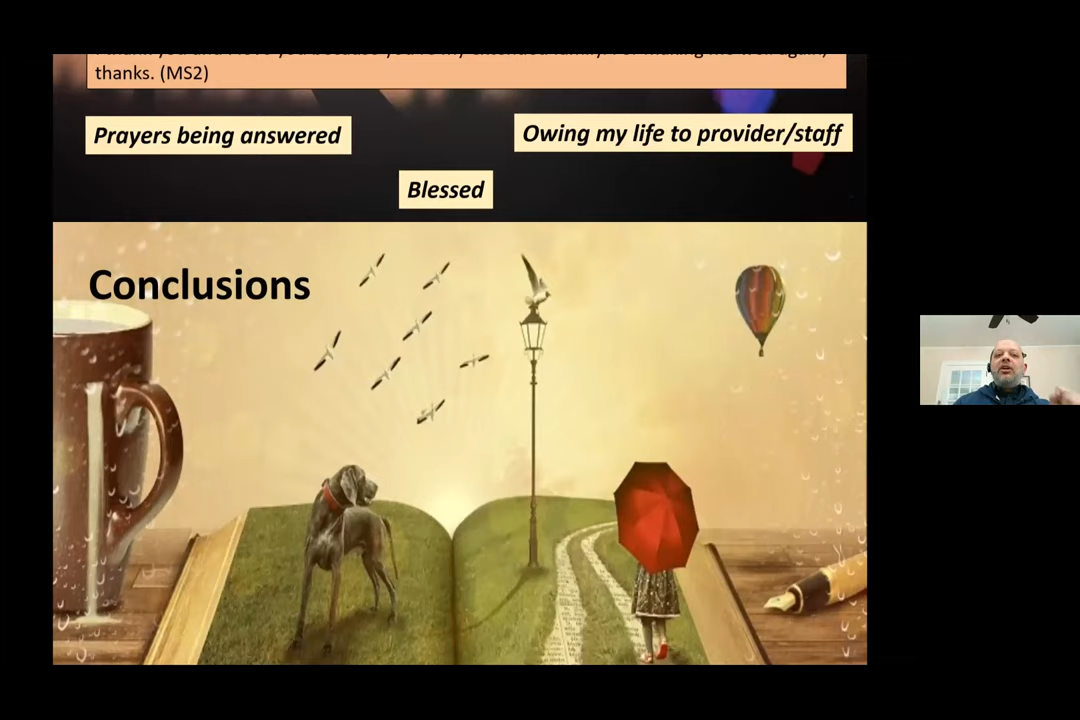 thanks. (MS2)
Prayers being answered
Owing my life to provider/staff
Blessed
Conclusions